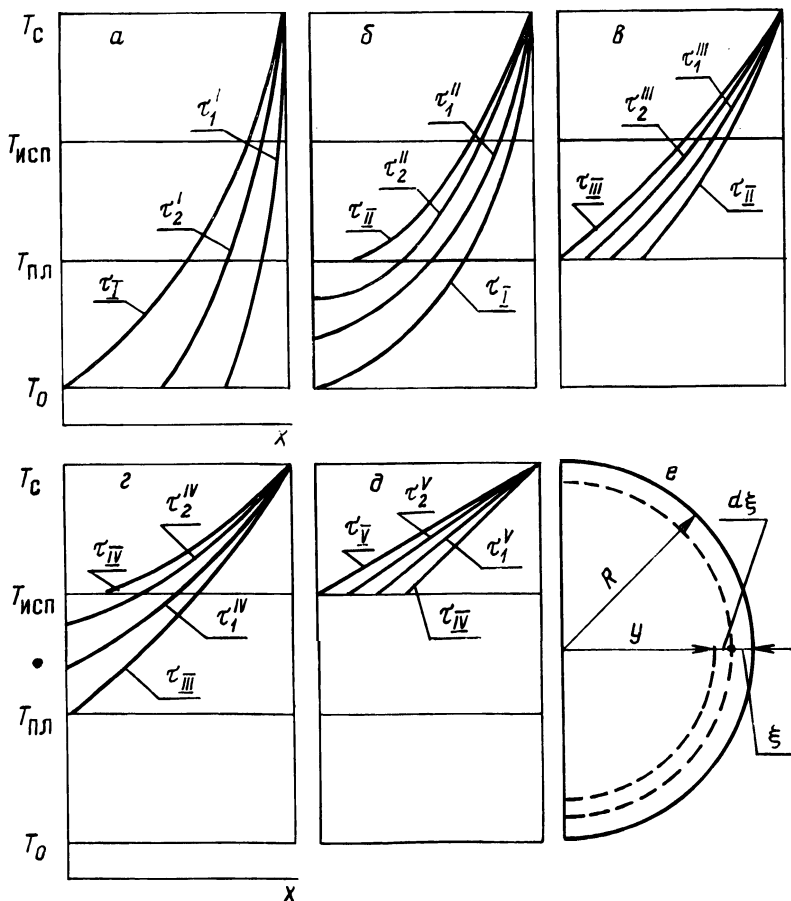 T_c
а
б
в
τ_1^I
τ_1^II
τ_1^III
τ_2^III
T_исп
τ_2^II
τ_2^I
τ_II
τ_III
τ_II
T_пл
τ_I
τ_I
T_0
x
T_c
г
д
е
τ_2^IV
τ_2^V
dξ
τ_IV
τ_V
τ_1^V
R
T_исп
τ_1^IV
τ_IV
y
τ_III
T_пл
ξ
T_0
x